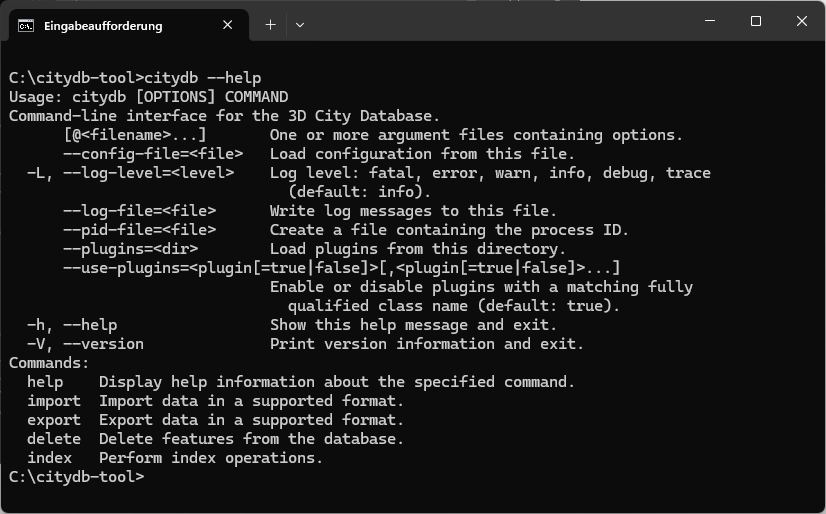 Eingabeaufforderung
C:\citydb-tool>citydb --help
Usage: citydb [OPTIONS] COMMAND
Command-line interface for the 3D City Database.
      [@<filename>...]       One or more argument files containing options.
      --config-file=<file>   Load configuration from this file.
  -L, --log-level=<level>    Log level: fatal, error, warn, info, debug, trace
                               (default: info).
      --log-file=<file>      Write log messages to this file.
      --pid-file=<file>      Create a file containing the process ID.
      --plugins=<dir>        Load plugins from this directory.
      --use-plugins=<plugin[=true|false]>[,<plugin[=true|false]>...]
                             Enable or disable plugins with a matching fully
                               qualified class name (default: true).
  -h, --help                 Show this help message and exit.
  -V, --version              Print version information and exit.
Commands:
  help    Display help information about the specified command.
  import  Import data in a supported format.
  export  Export data in a supported format.
  delete  Delete features from the database.
  index   Perform index operations.
C:\citydb-tool>